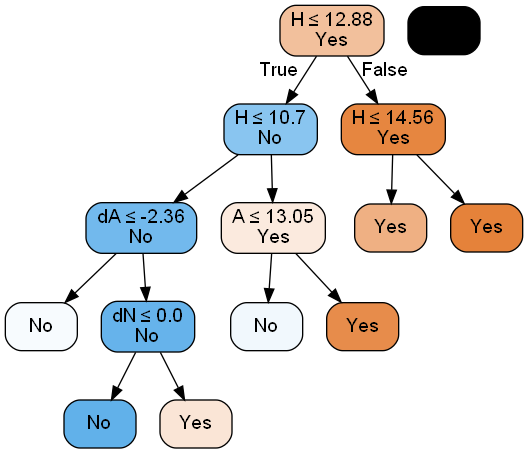 H ≤ 12.88
Yes
True
False
H ≤ 10.7
No
H ≤ 14.56
Yes
dA ≤ -2.36
No
A ≤ 13.05
Yes
Yes
Yes
No
dN ≤ 0.0
No
No
Yes
No
Yes